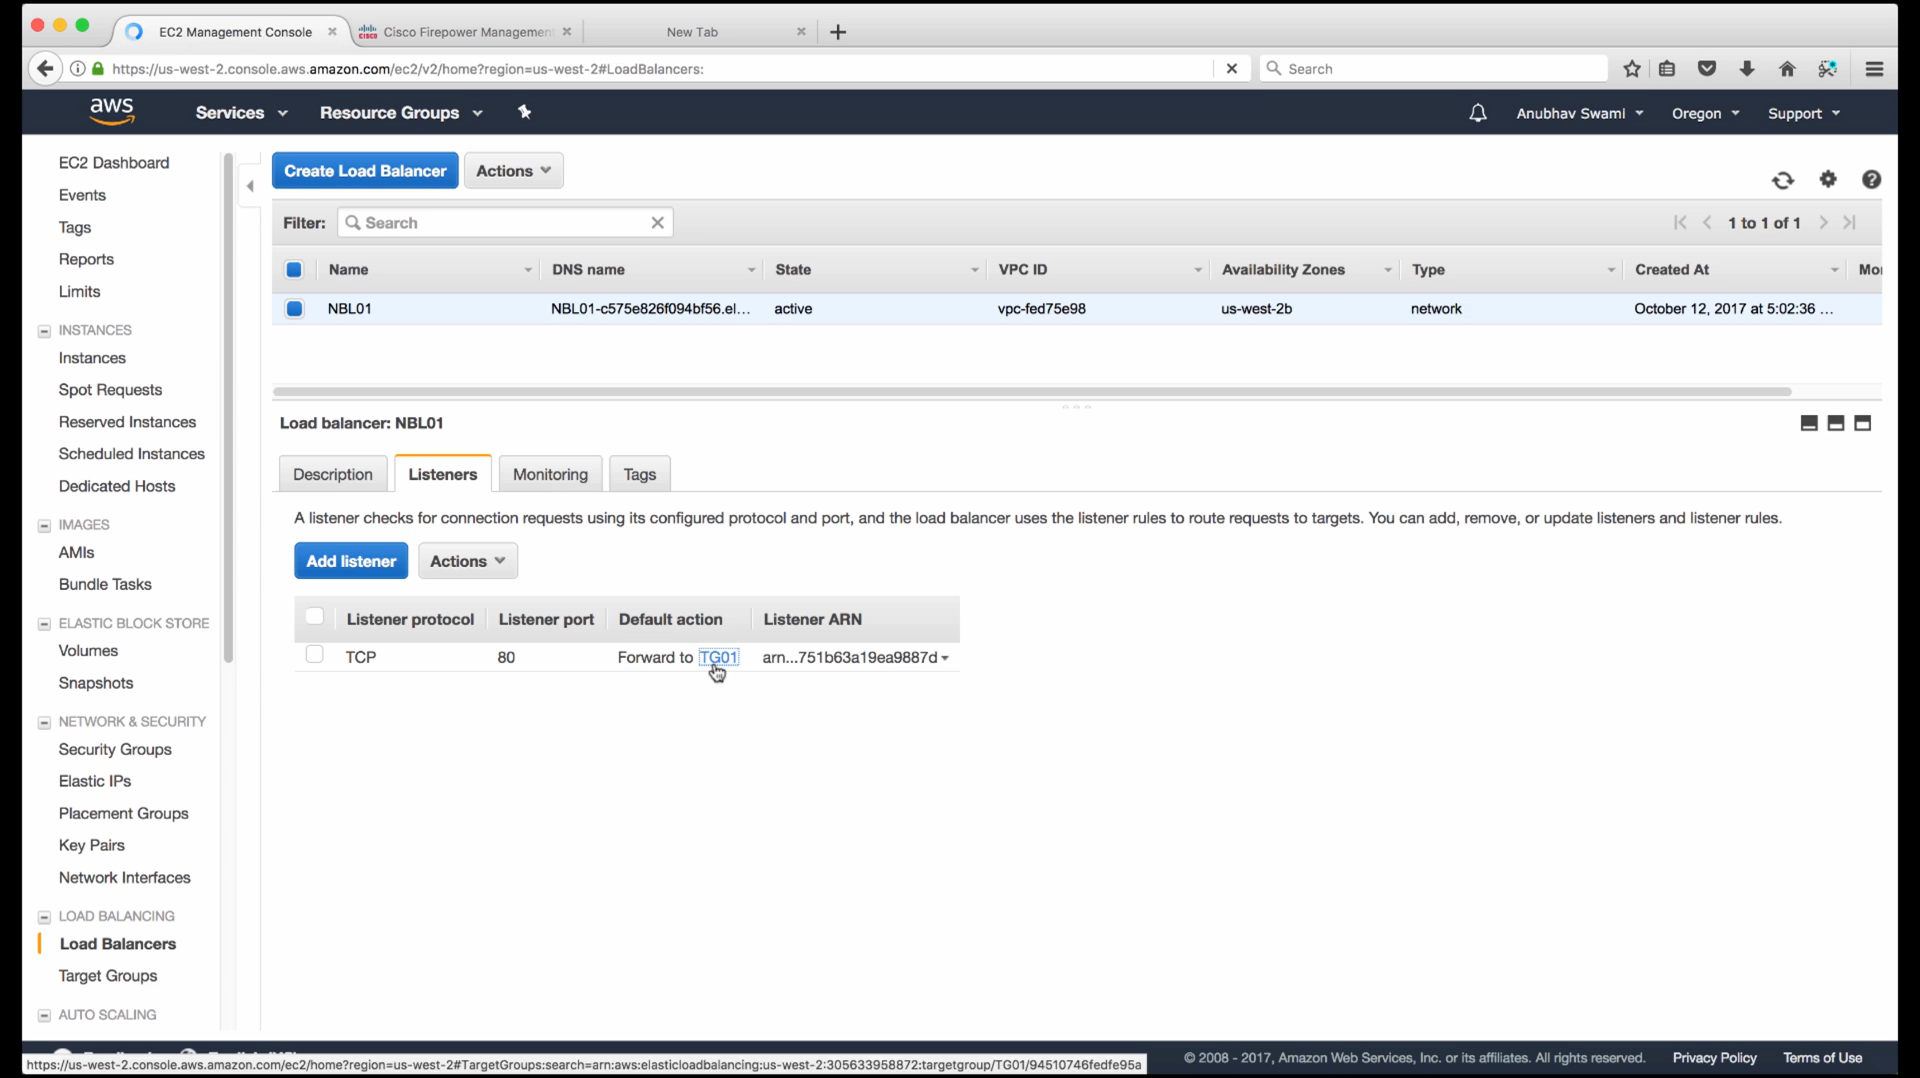 EC2 Management Console
Cisco Firepower Management
New Tab
https://us-west-2.console.aws.amazon.com/ec2/v2/home?region=us-west-2#LoadBalancers:
Search
aws
Services
Resource Groups
Anubhav Swami
Oregon
Support
EC2 Dashboard
Events
Tags
Reports
Limits
INSTANCES
Instances
Spot Requests
Reserved Instances
Scheduled Instances
Dedicated Hosts
IMAGES
AMIs
Bundle Tasks
ELASTIC BLOCK STORE
Volumes
Snapshots
NETWORK & SECURITY
Security Groups
Elastic IPs
Placement Groups
Key Pairs
Network Interfaces
LOAD BALANCING
Load Balancers
Target Groups
AUTO SCALING
Create Load Balancer Actions
Filter: Search
1 to 1 of 1
Name DNS name State VPC ID Availability Zones Type Created At
NBL01 NBL01-c575e826f094bf56.el... active vpc-fed75e98 us-west-2b network October 12, 2017 at 5:02:36 ...
Load balancer: NBL01
Description Listeners Monitoring Tags
A listener checks for connection requests using its configured protocol and port, and the load balancer uses the listener rules to route requests to targets. You can add, remove, or update listeners and listener rules.
Add listener Actions
Listener protocol Listener port Default action Listener ARN
TCP 80 Forward to TG01 arn...751b63a19ea9887d
https://us-west-2.console.aws.amazon.com/ec2/home?region=us-west-2#TargetGroups:search=arn:aws:elasticloadbalancing:us-west-2:305633958872:targetgroup/TG01/94510746fedfe95a
© 2008 - 2017, Amazon Web Services, Inc. or its affiliates. All rights reserved. Privacy Policy Terms of Use